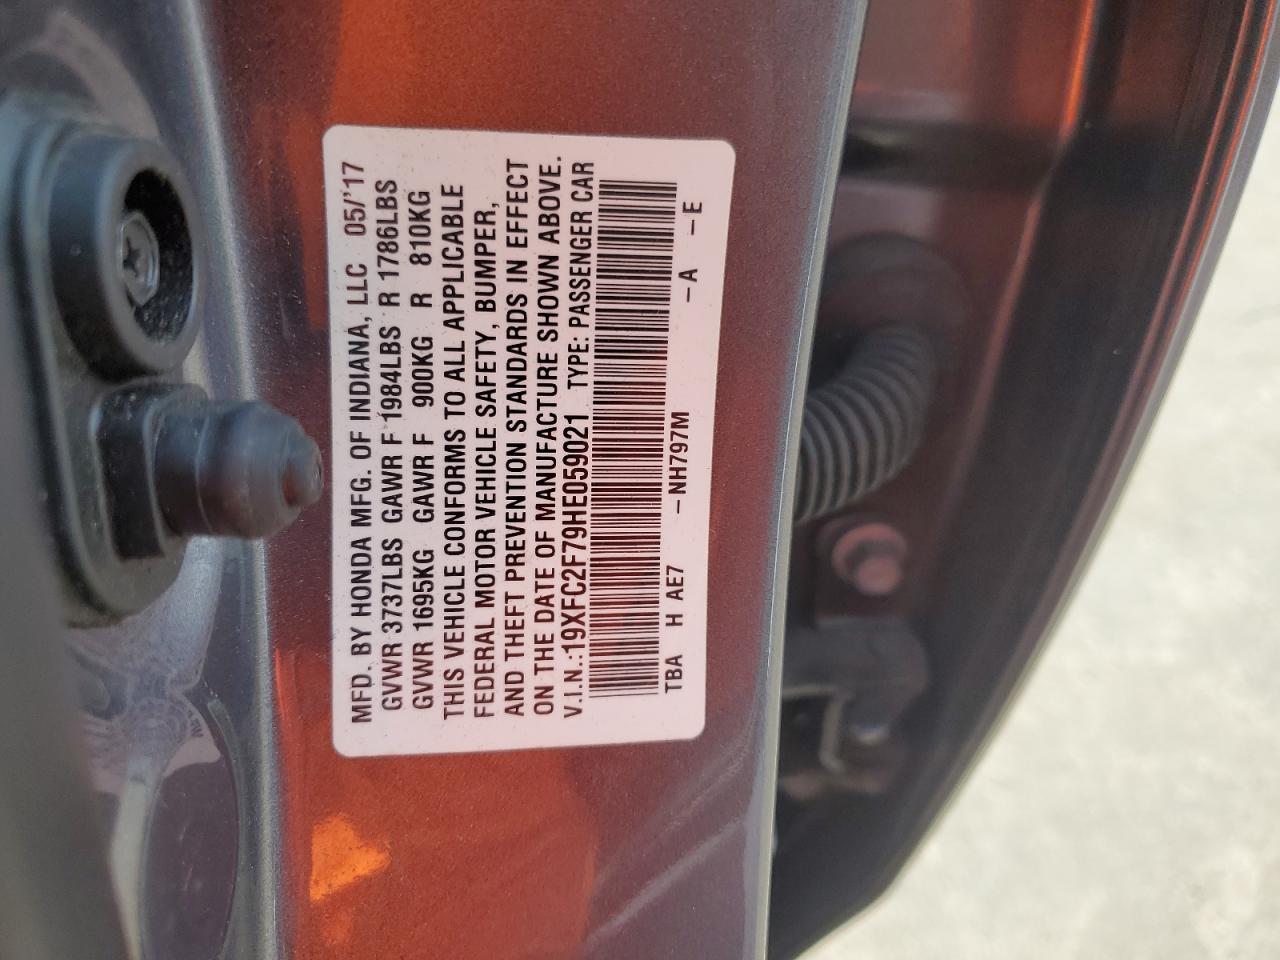 MFD. BY HONDA MFG. OF INDIANA, LLC 05/'17
GVWR 3737LBS GAWR F 1984LBS R 1786LBS
GVWR 1695KG GAWR F 900KG R 810KG
THIS VEHICLE CONFORMS TO ALL APPLICABLE
FEDERAL MOTOR VEHICLE SAFETY, BUMPER,
AND THEFT PREVENTION STANDARDS IN EFFECT
ON THE DATE OF MANUFACTURE SHOWN ABOVE.
V.I.N.:19XFC2F79HE059021 TYPE: PASSENGER CAR
TBA H AE7 -NH797M -A -E